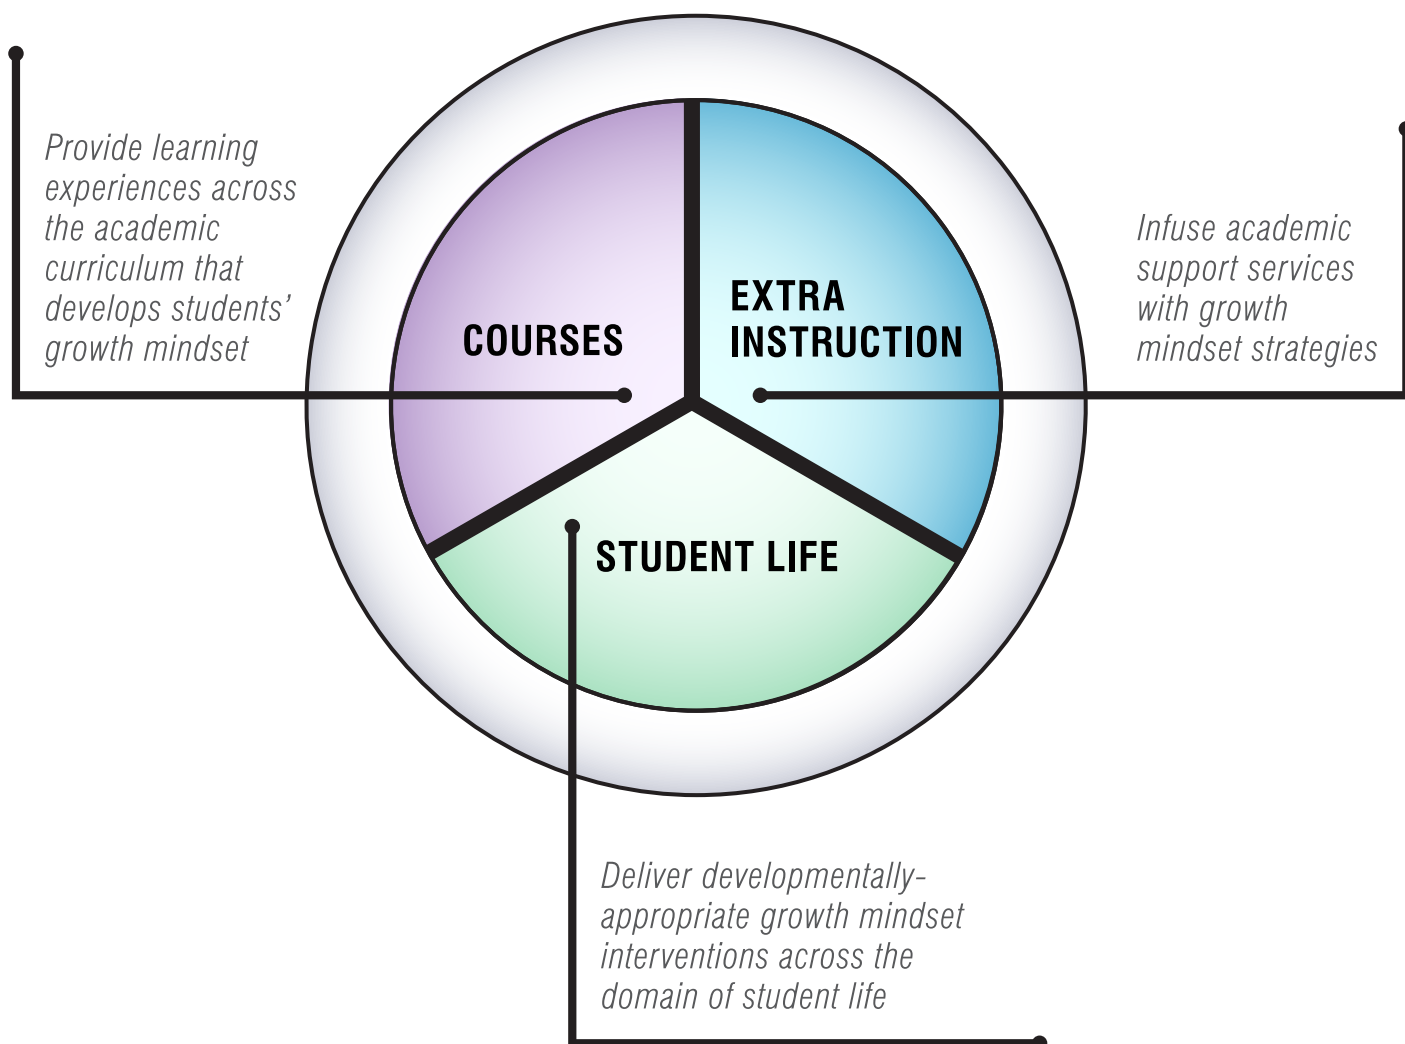 Provide learning
experiences across
the academic
curriculum that
develops students’
growth mindset
COURSES
EXTRA
INSTRUCTION
Infuse academic
support services
with growth
mindset strategies
STUDENT LIFE
Deliver developmentally-
appropriate growth mindset
interventions across the
domain of student life